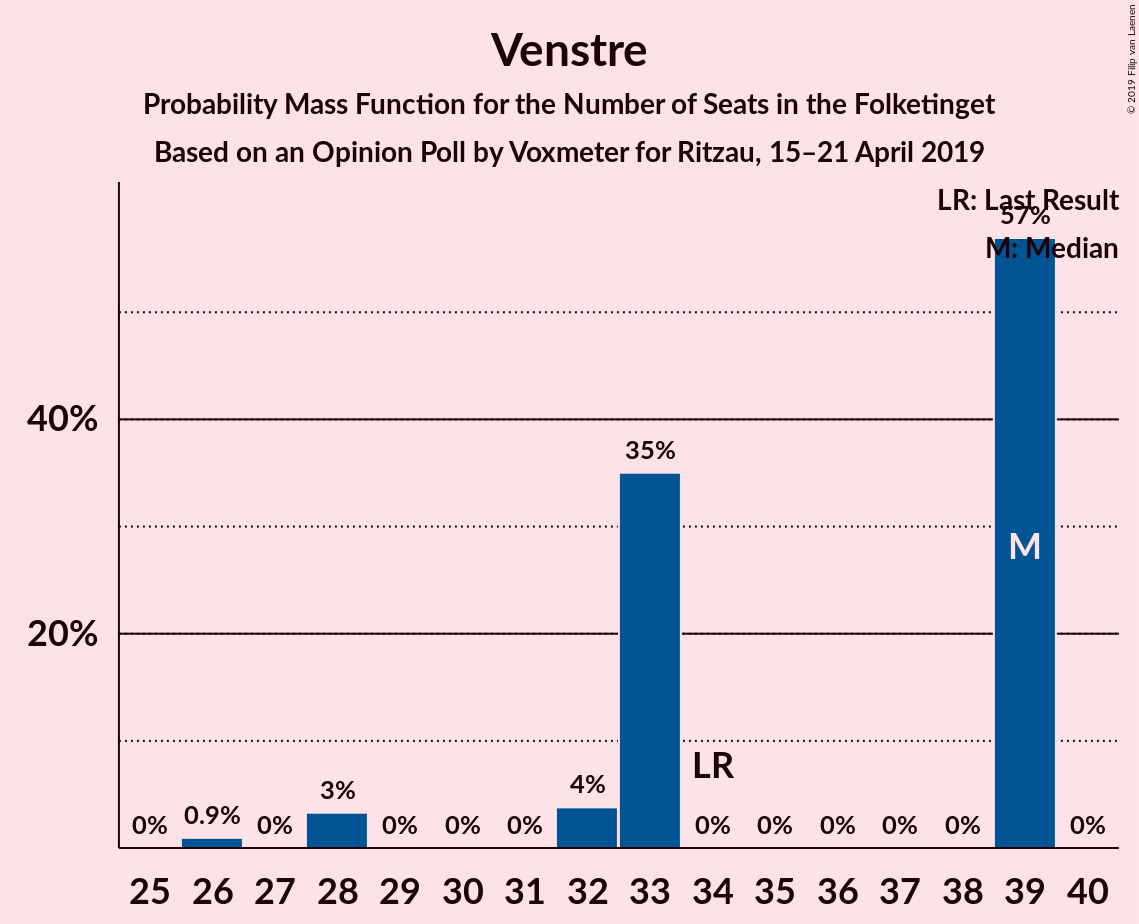 Venstre
Probability Mass Function for the Number of Seats in the Folketinget
Based on an Opinion Poll by Voxmeter for Ritzau, 15–21 April 2019
© 2019 Filip van Laenen
LR: Last Result
M: Median
57%
40%
35%
M
20%
LR
0% 0.9% 0% 3% 0% 0% 0% 4% 0% 0% 0% 0% 0% 0%
25 26 27 28 29 30 31 32 33 34 35 36 37 38 39 40